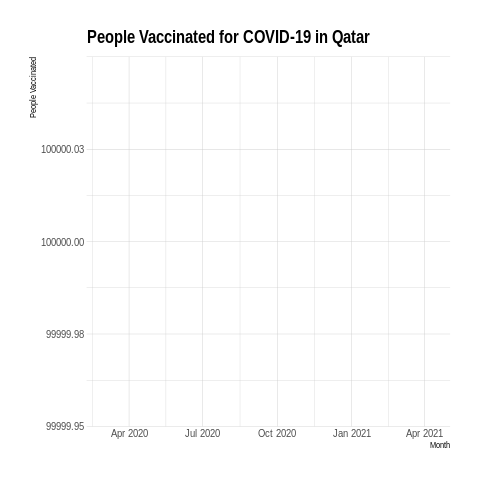 People Vaccinated for COVID-19 in Qatar
People Vaccinated
100000.03
100000.00
99999.98
99999.95
Apr 2020 Jul 2020 Oct 2020 Jan 2021 Apr 2021
Month